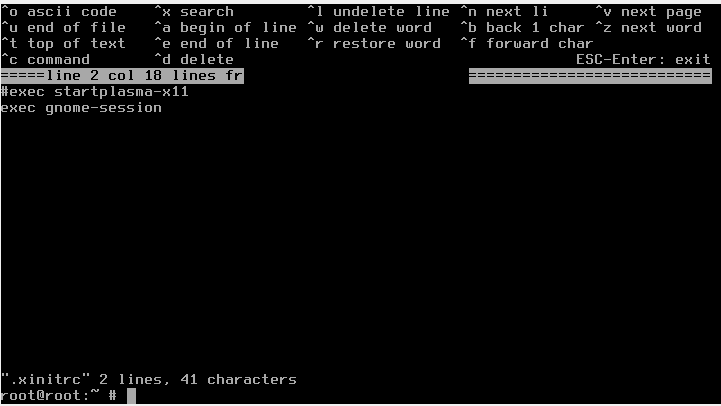 ^o ascii code ^x search ^l undelete line ^n next li ^v next page
^u end of file ^a begin of line ^w delete word ^b back 1 char ^z next word
^t top of text ^e end of line ^r restore word ^f forward char
^c command ^d delete ESC-Enter: exit
=====line 2 col 18 lines fr ===========================
#exec startplasma-x11
exec gnome-session
".xinitrc" 2 lines, 41 characters
root@root:~ #